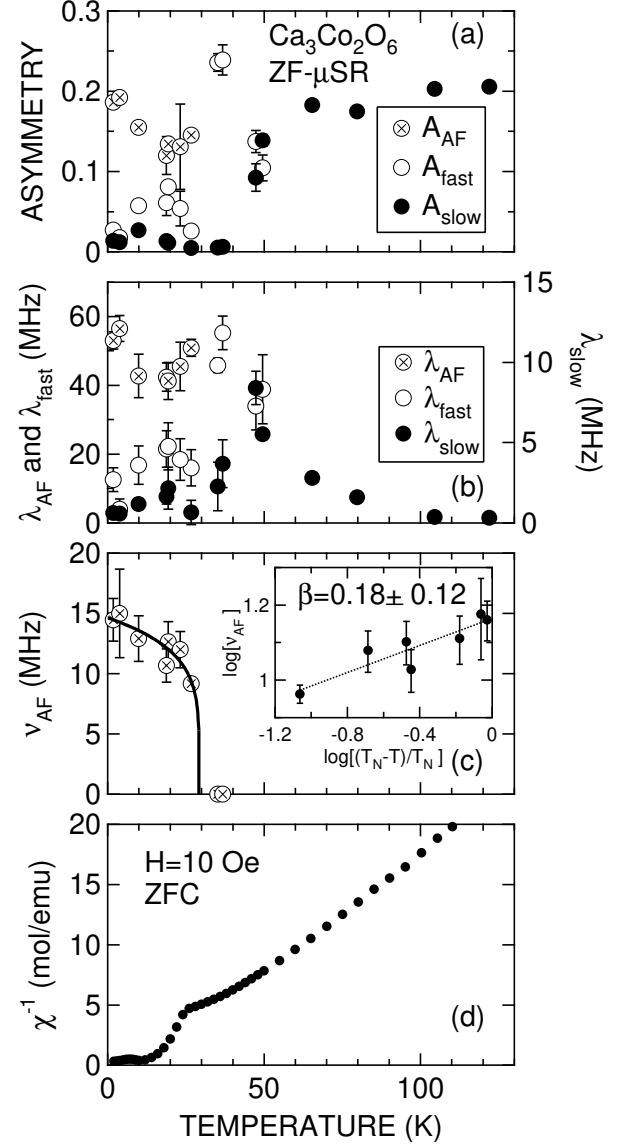 Ca3Co2O6
(a)
ZF-μSR
0.3
0.2
0.1
0
ASYMMETRY
A_AF
A_fast
A_slow
60
40
20
0
λ_AF and λ_fast (MHz)
15
10
5
0
λ_slow (MHz)
λ_AF
λ_fast
λ_slow
(b)
20
15
10
5
0
ν_AF (MHz)
β=0.18± 0.12
log[ν_AF ]
1.2
1
-1.2 -0.8 -0.4 0
log[(T_N-T)/T_N ]
(c)
20
15
10
5
0
χ^-1 (mol/emu)
H=10 Oe
ZFC
(d)
0 50 100
TEMPERATURE (K)